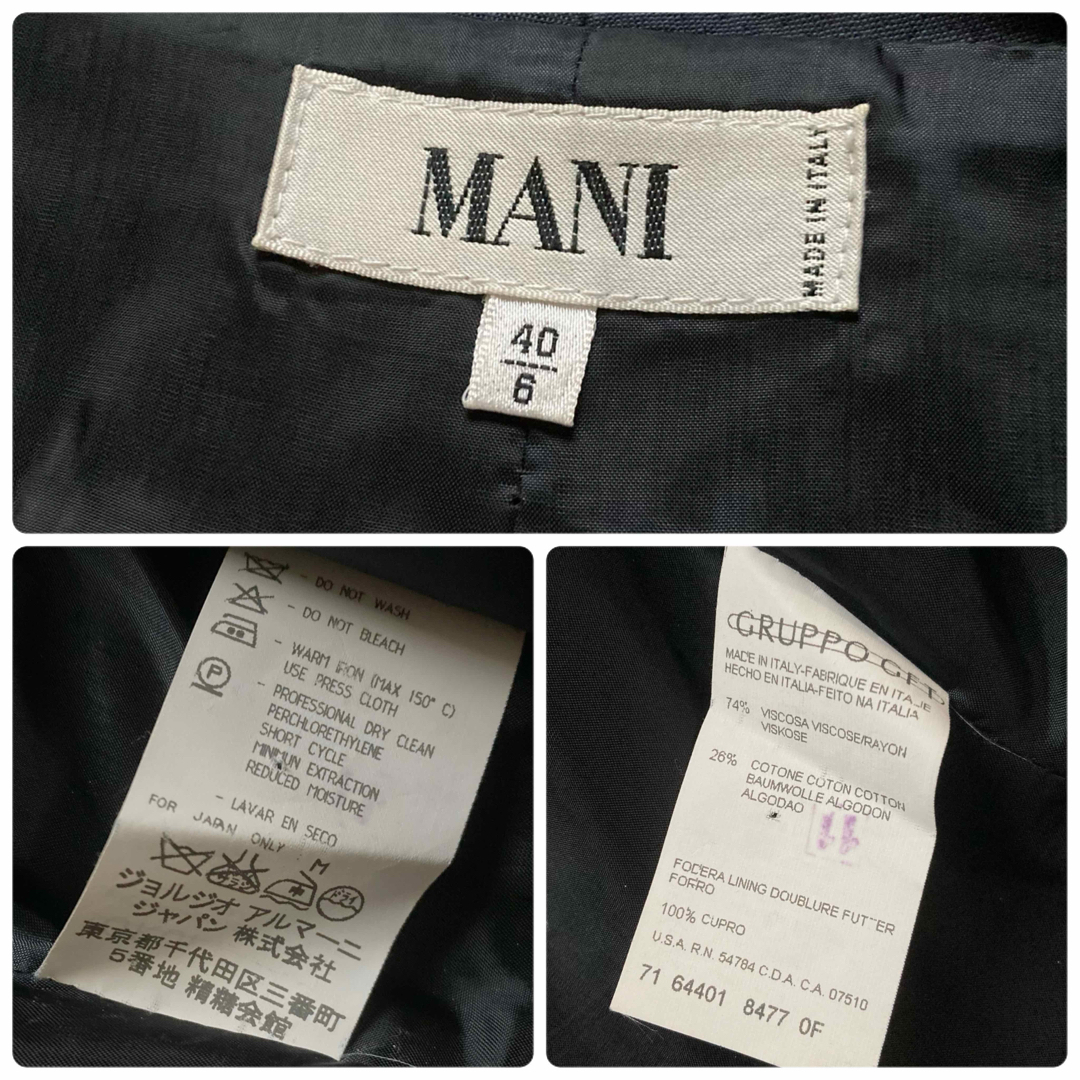 MANI
MADE IN ITALY
40
6
- DO NOT WASH
- DO NOT BLEACH
- WARM IRON (MAX 150° C)
USE PRESS CLOTH
P
- PROFESSIONAL DRY CLEAN
PERCHLORETHYLENE
SHORT CYCLE
MINIMUN EXTRACTION
REDUCED MOISTURE
- LAVAR EN SECO
FOR JAPAN ONLY
M
中
ドライ
ジョルジオ アルマーニ
ジャパン 株式会社
東京都千代田区三番町
5番地 精糖会館
GRUPPO GFT
MADE IN ITALY-FABRIQUE EN ITALIE
HECHO EN ITALIA-FEITO NA ITALIA
74% VISCOSA VISCOSE/RAYON
VISKOSE
26% COTONE COTON COTTON
BAUMWOLLE ALGODON
ALGODAO
FODERA LINING DOUBLURE FUTTER
FORRO
100% CUPRO
U.S.A. R.N. 54784 C.D.A. C.A. 07510
71 64401 8477 0F